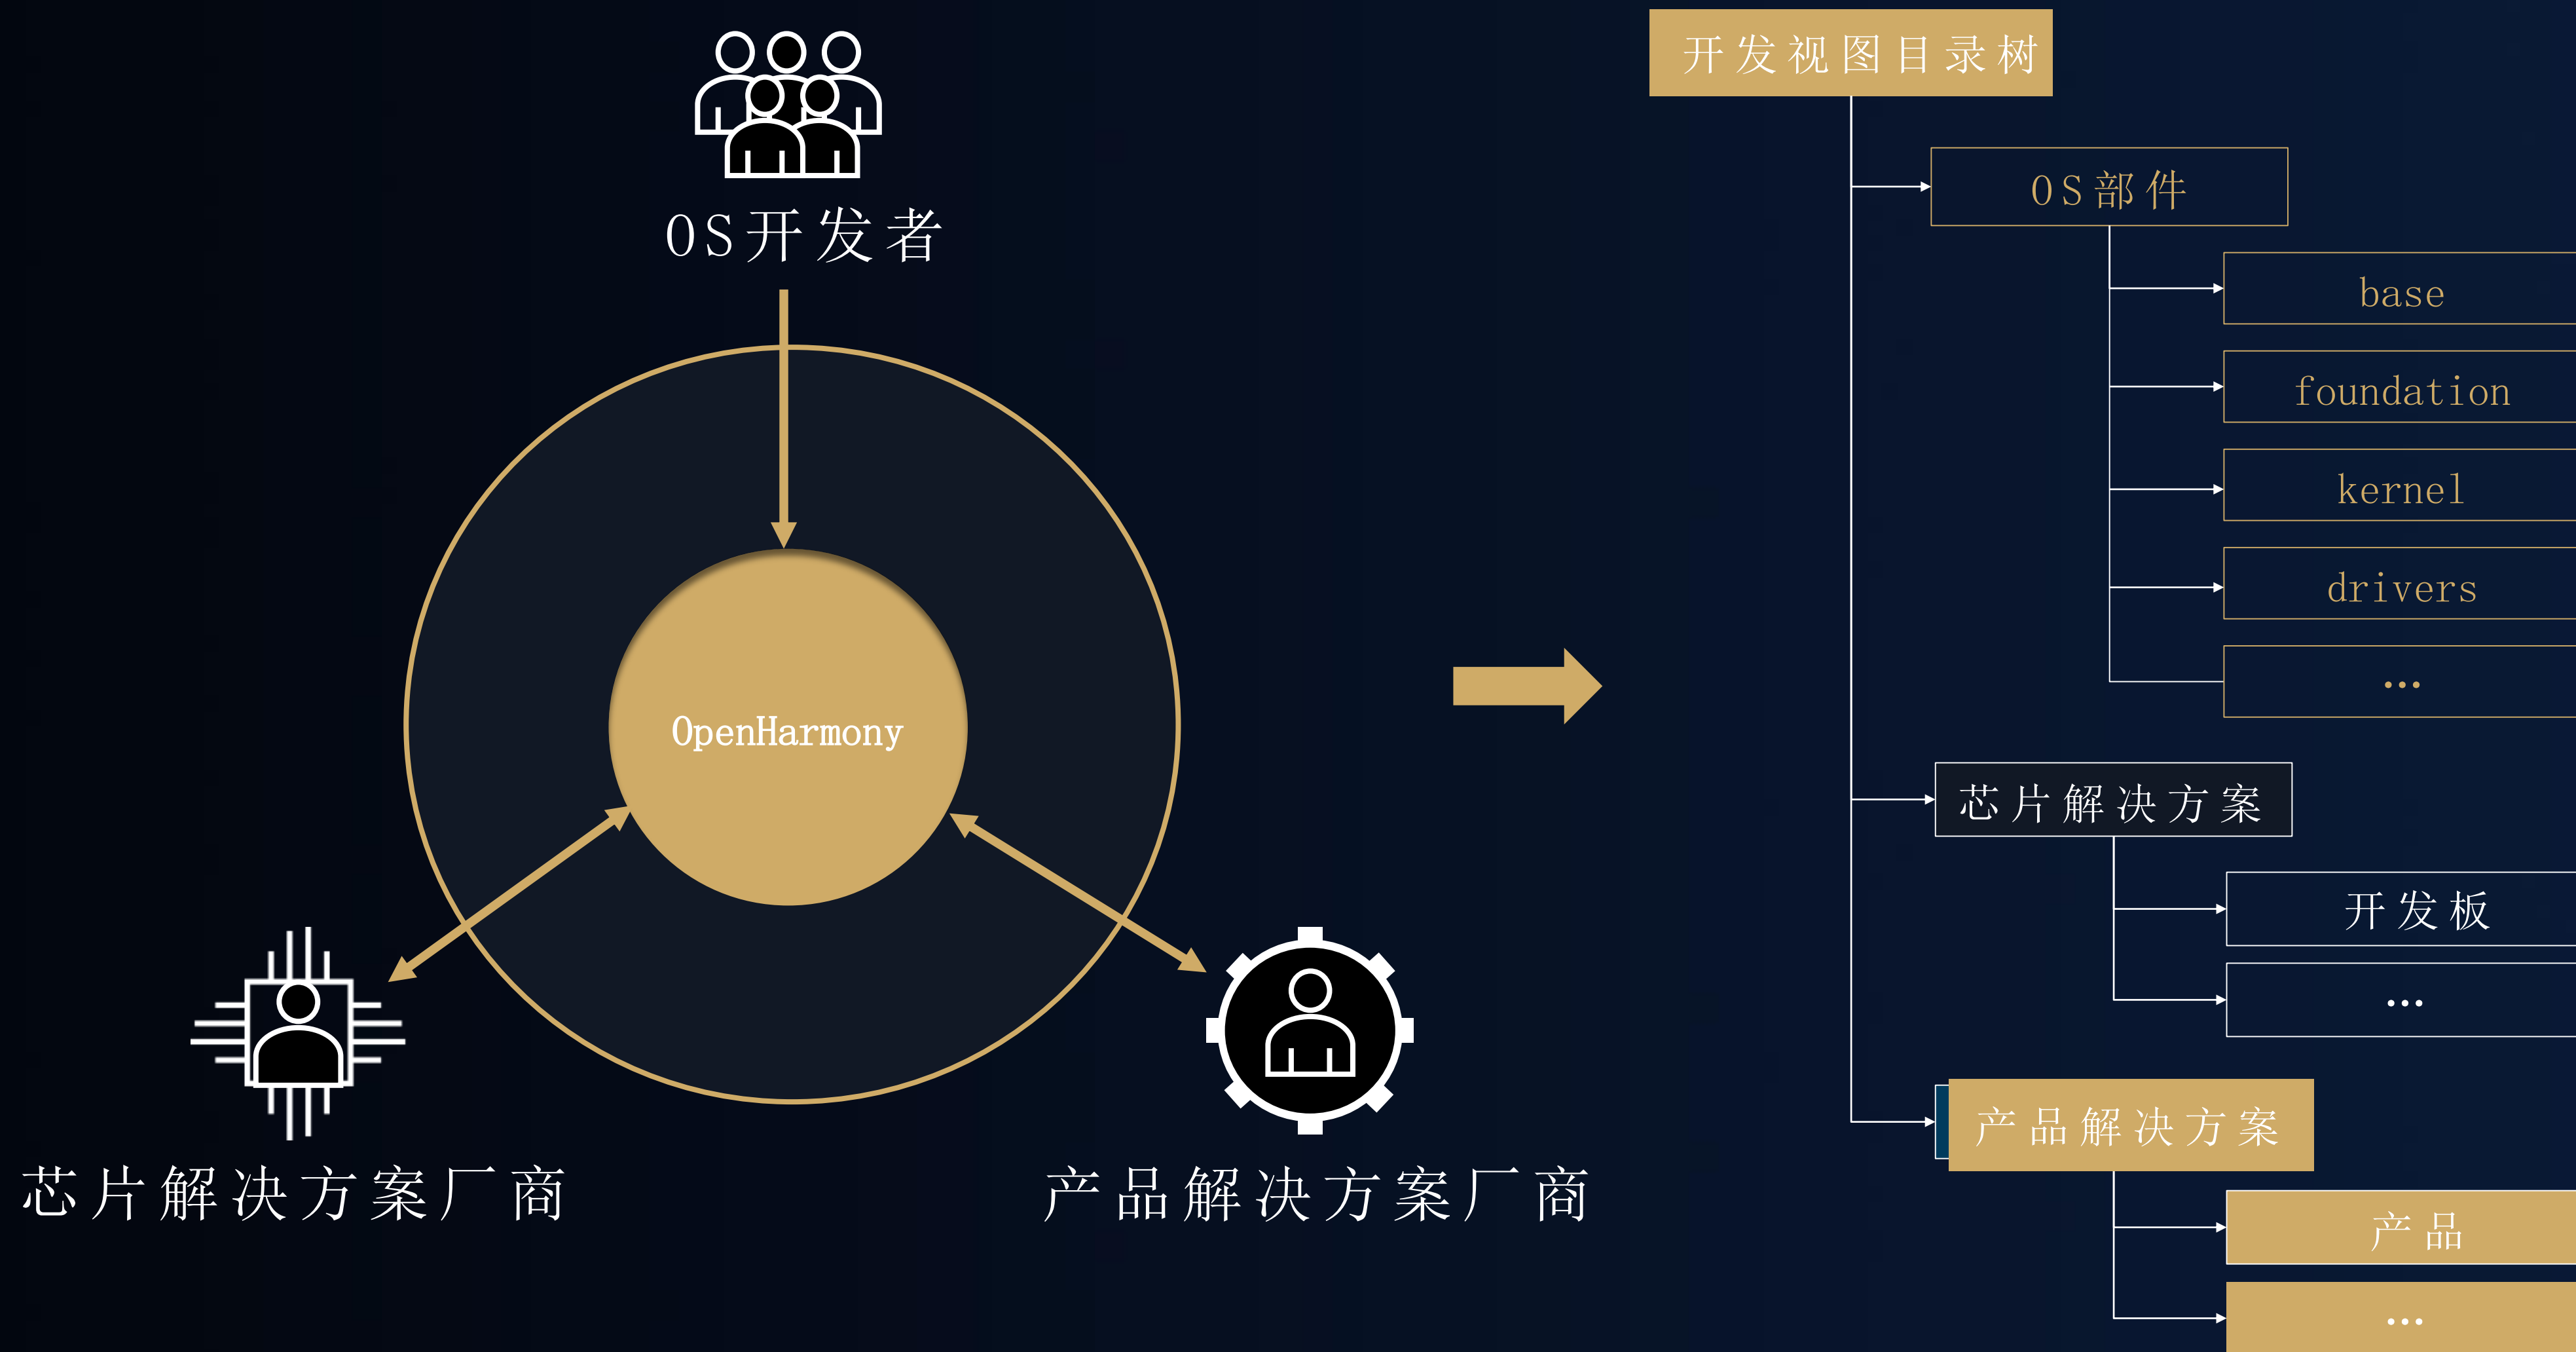 OS开发者
OpenHarmony
芯片解决方案厂商
产品解决方案厂商
开发视图目录树
OS部件
base
foundation
kernel
drivers
...
芯片解决方案
开发板
...
产品解决方案
产品
...